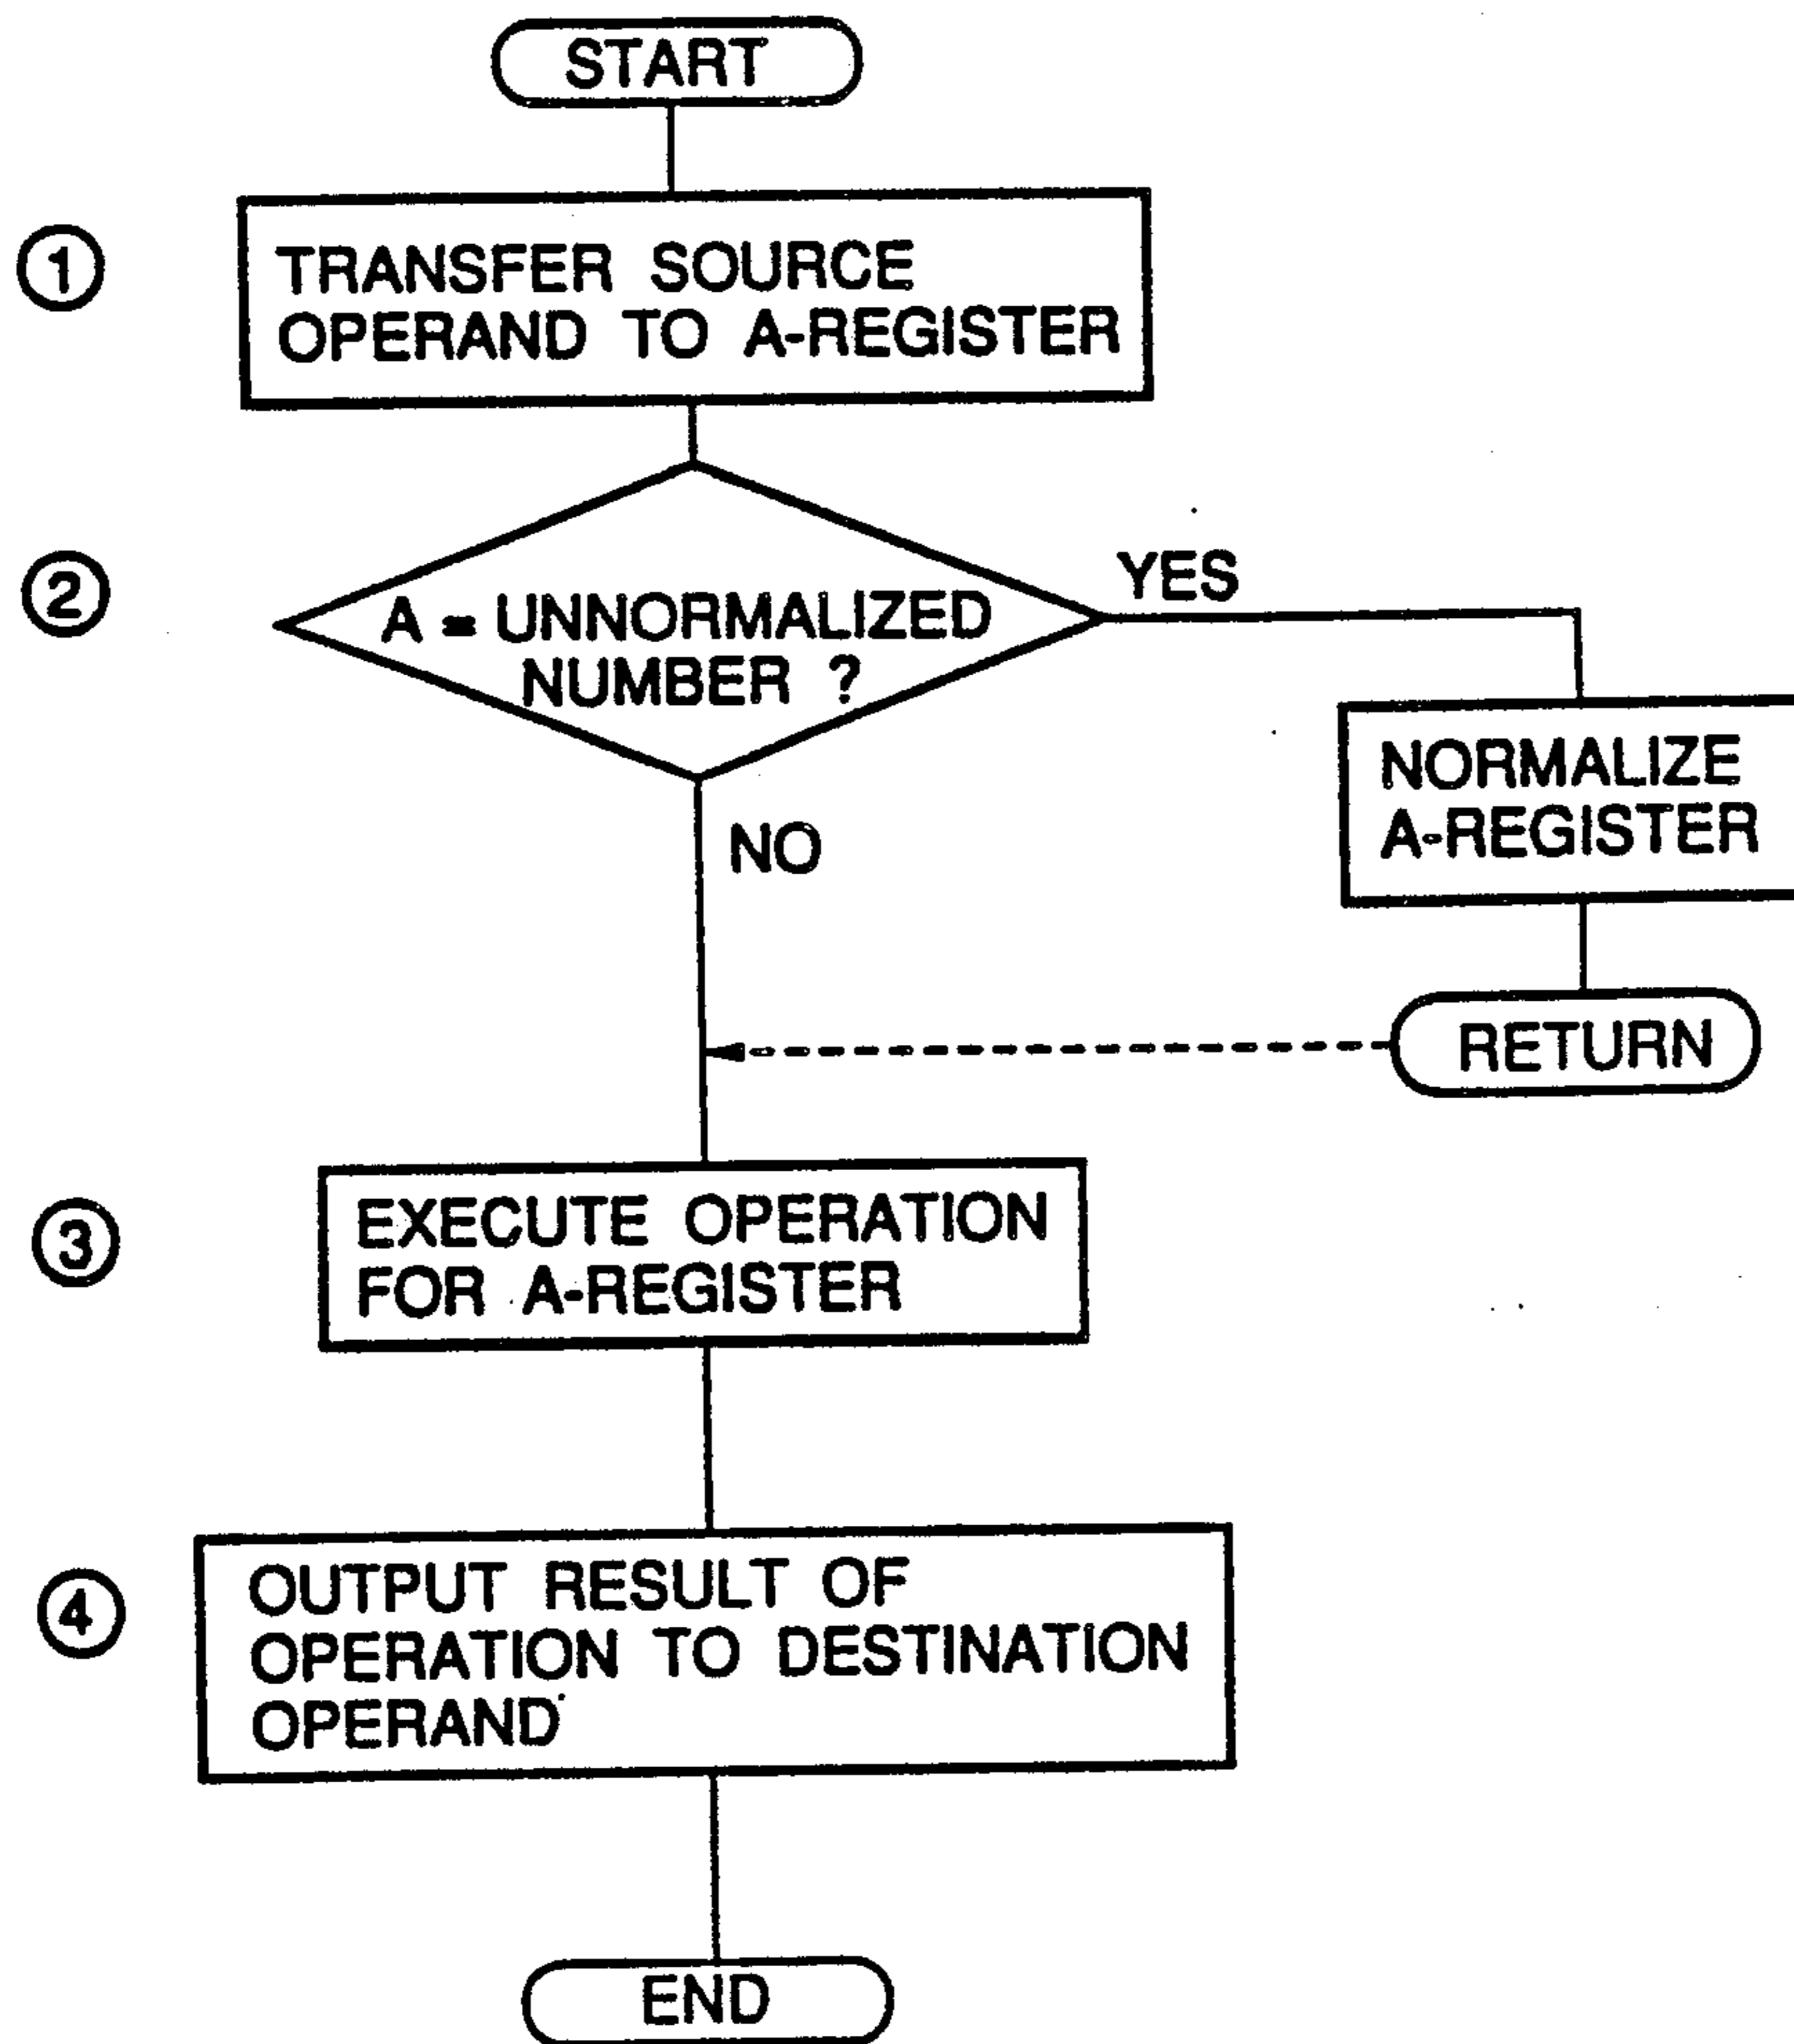 START
①
TRANSFER SOURCE
OPERAND TO A-REGISTER
②
A = UNNORMALIZED
NUMBER ?
YES
NORMALIZE
A-REGISTER
NO
RETURN
③
EXECUTE OPERATION
FOR A-REGISTER
④
OUTPUT RESULT OF
OPERATION TO DESTINATION
OPERAND
END